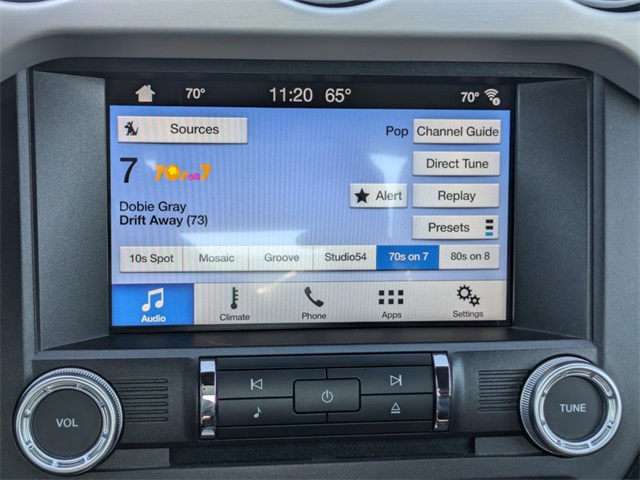 70° 11:20 65° 70°
Sources Pop Channel Guide
7 70s on 7 Direct Tune
Alert Replay
Dobie Gray
Drift Away (73)
Presets
10s Spot Mosaic Groove Studio54 70s on 7 80s on 8
Audio Climate Phone Apps Settings
VOL TUNE